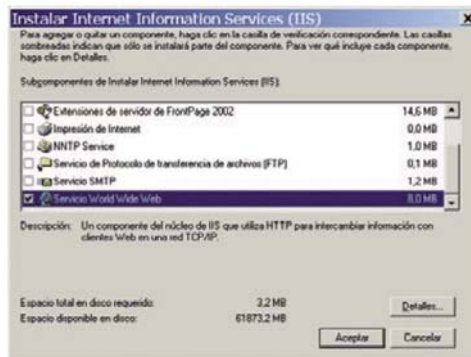 Instalar Internet Information Services (IIS)
Para agregar o quitar un componente, haga clic en la casilla de verificación correspondiente. Las casillas
sombreadas indican que sólo se instalará parte del componente. Para ver qué incluye cada componente,
haga clic en Detalles.
Subcomponentes de Instalar Internet Information Services (IIS):
Extensiones de servidor de FrontPage 2002 14,6 MB
Impresión de Internet 0,0 MB
NNTP Service 1,0 MB
Servicio de Protocolo de transferencia de archivos (FTP) 0,1 MB
Servicio SMTP 1,2 MB
Servicio World Wide Web 8,0 MB
Descripción: Un componente del núcleo de IIS que utiliza HTTP para intercambiar información con
clientes Web en una red TCP/IP.
Espacio total en disco requerido: 3,2 MB
Espacio disponible en disco: 61873,2 MB
Detalles...
Aceptar Cancelar